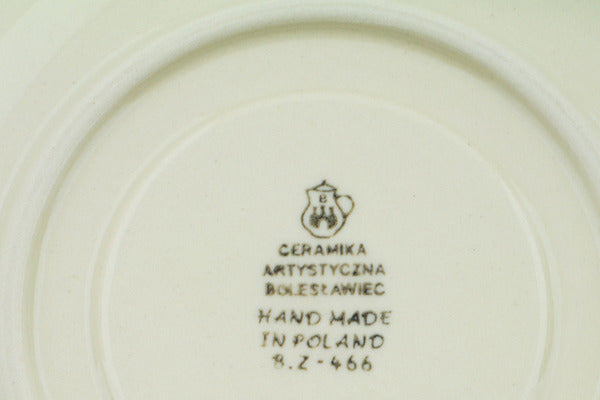 B
CERAMIKA
ARTYSTYCZNA
BOLESŁAWIEC
HAND MADE
IN POLAND
B.Z-466